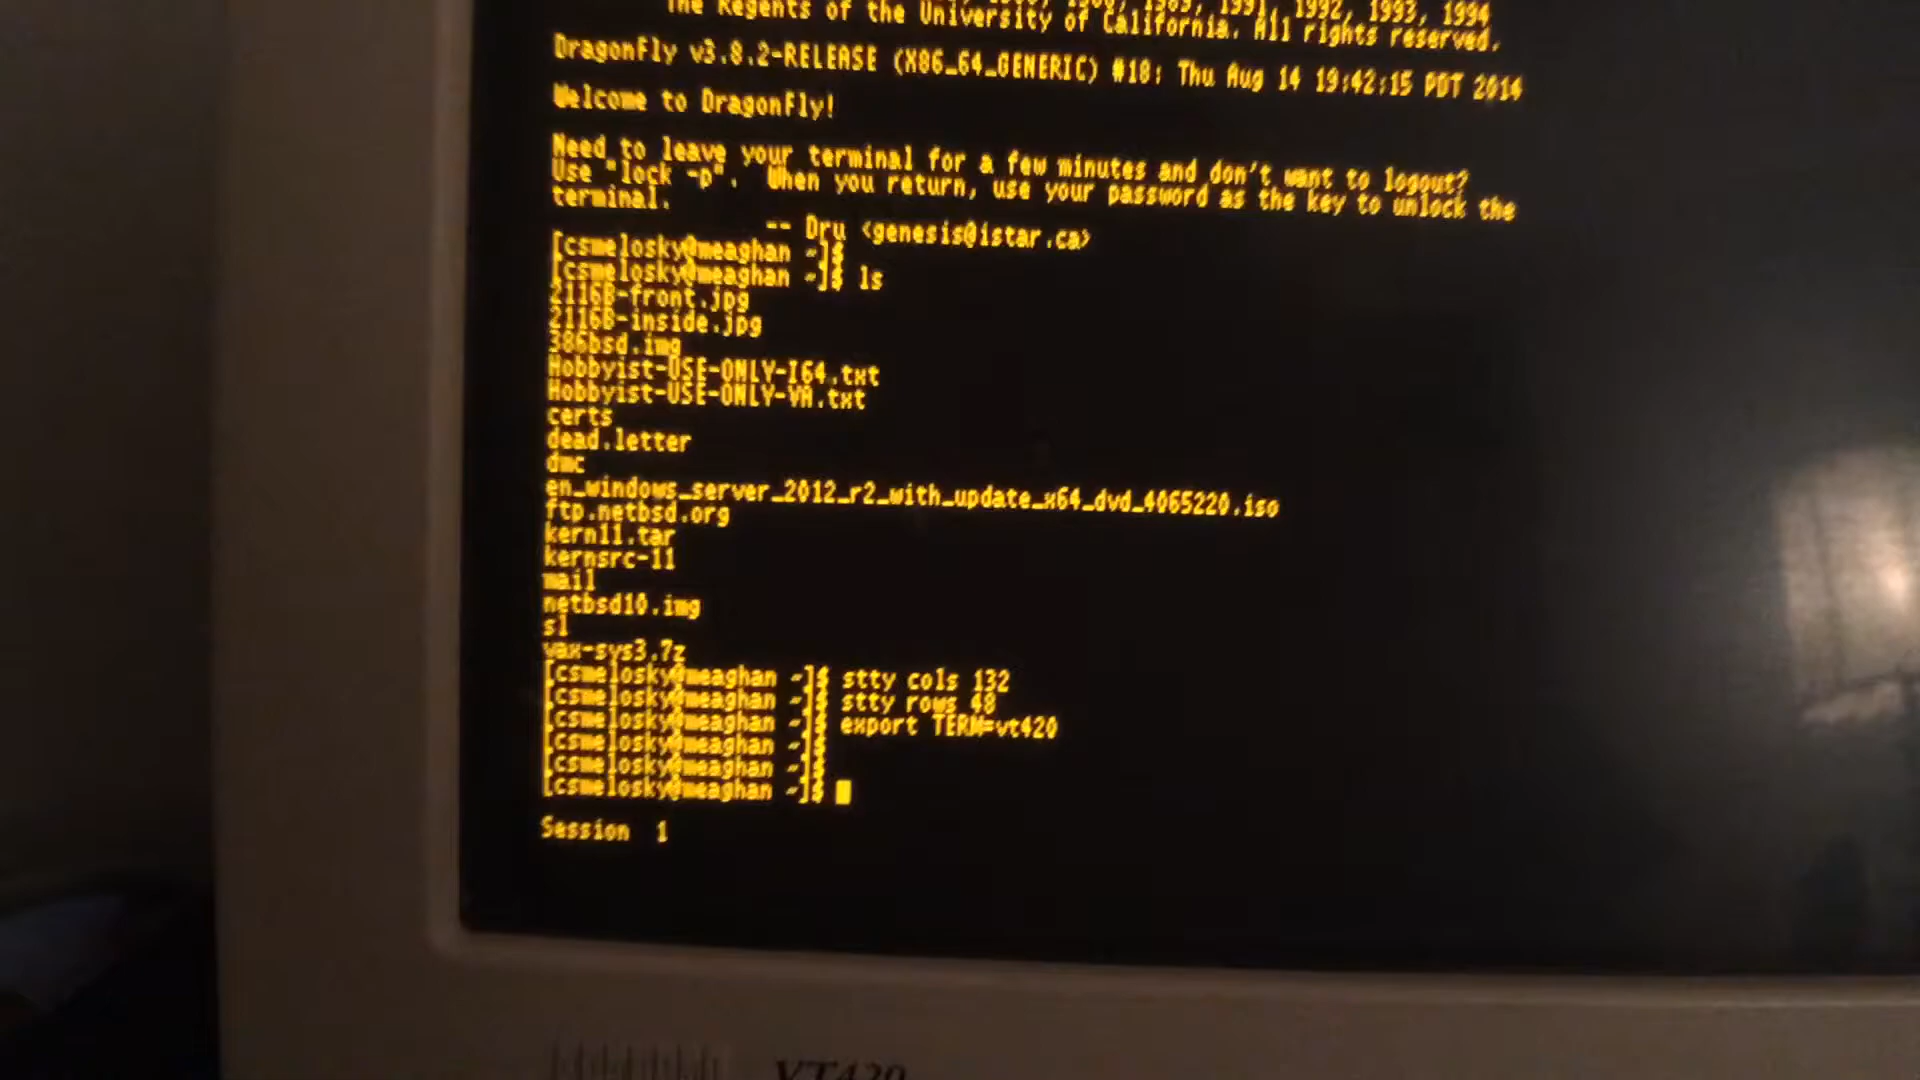 1991, 1992, 1993, 1994
The Regents of the University of California. All rights reserved.
DragonFly v3.8.2-RELEASE (X86_64_GENERIC) #18: Thu Aug 14 19:42:15 PDT 2014
Welcome to DragonFly!
Need to leave your terminal for a few minutes and don't want to logout?
Use "lock -p". When you return, use your password as the key to unlock the
terminal.
-- Dru <genesis@istar.ca>
[csmelosky@meaghan ~]$
[csmelosky@meaghan ~]$ ls
2116B-front.jpg
2116B-inside.jpg
386bsd.img
Hobbyist-USE-ONLY-I64.txt
Hobbyist-USE-ONLY-VA.txt
certs
dead.letter
dmc
en_windows_server_2012_r2_with_update_x64_dvd_4065220.iso
ftp.netbsd.org
kern11.tar
kernsrc-11
mail
netbsd10.img
sl
vax-sys3.7z
[csmelosky@meaghan ~]$ stty cols 132
[csmelosky@meaghan ~]$ stty rows 48
[csmelosky@meaghan ~]$ export TERM=vt420
[csmelosky@meaghan ~]$
[csmelosky@meaghan ~]$
[csmelosky@meaghan ~]$
Session 1
VT420